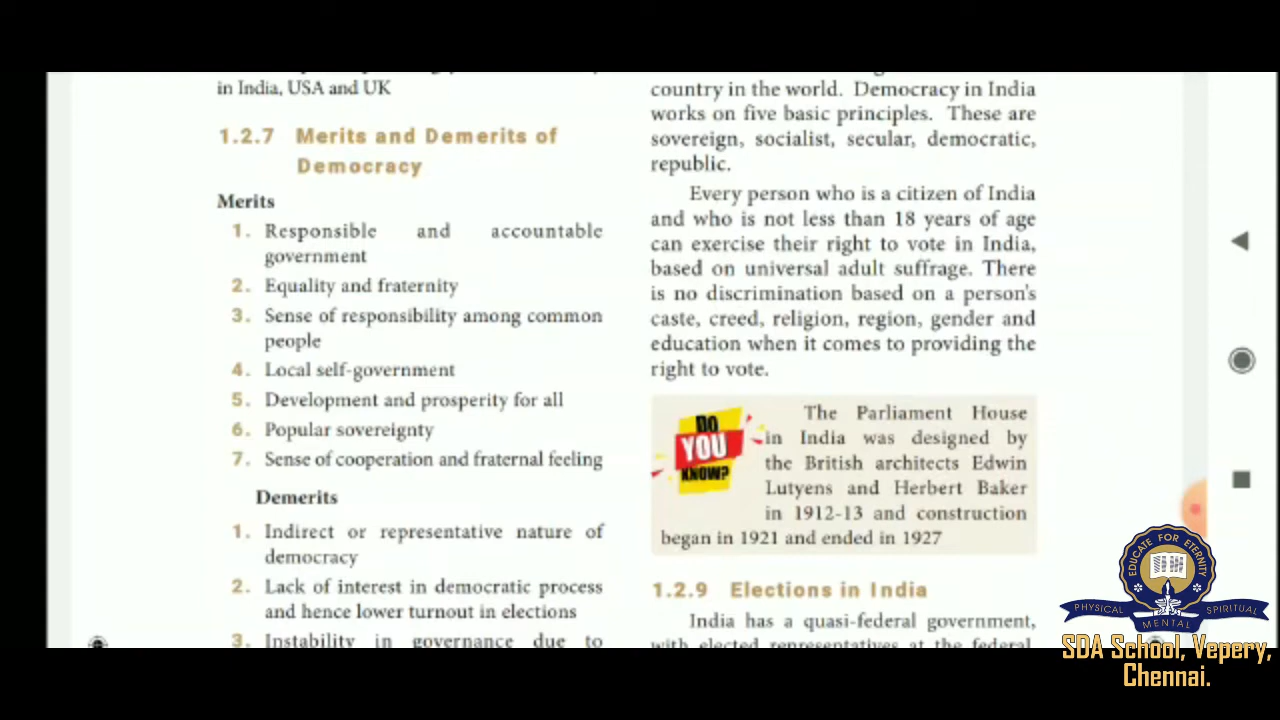 in India, USA and UK
1.2.7 Merits and Demerits of
Democracy
Merits
1. Responsible and accountable
government
2. Equality and fraternity
3. Sense of responsibility among common
people
4. Local self-government
5. Development and prosperity for all
6. Popular sovereignty
7. Sense of cooperation and fraternal feeling
Demerits
1. Indirect or representative nature of
democracy
2. Lack of interest in democratic process
and hence lower turnout in elections
3. Instability in governance due to
country in the world. Democracy in India
works on five basic principles. These are
sovereign, socialist, secular, democratic,
republic.
Every person who is a citizen of India
and who is not less than 18 years of age
can exercise their right to vote in India,
based on universal adult suffrage. There
is no discrimination based on a person's
caste, creed, religion, region, gender and
education when it comes to providing the
right to vote.
DO
YOU
KNOW?
The Parliament House
in India was designed by
the British architects Edwin
Lutyens and Herbert Baker
in 1912-13 and construction
began in 1921 and ended in 1927
1.2.9 Elections in India
India has a quasi-federal government,
with elected representatives at the federal,
EDUCATE FOR ETERNITY
PHYSICAL
MENTAL
SPIRITUAL
SDA School, Vepery,
Chennai.